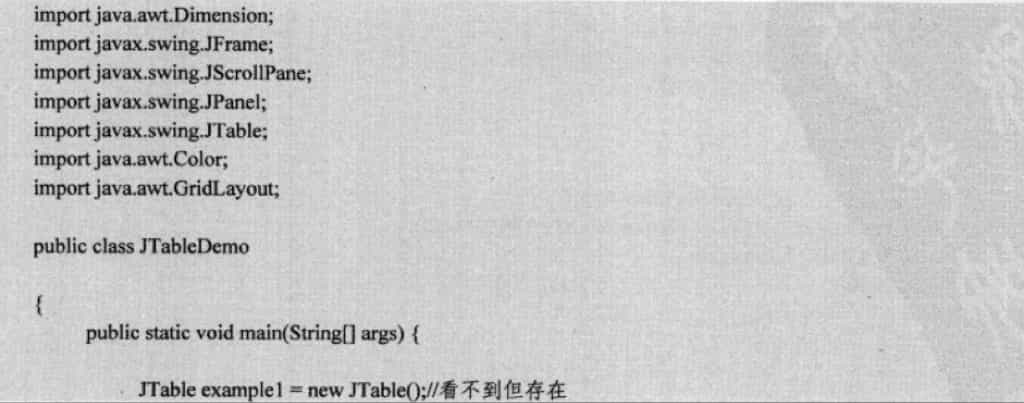 import java.awt.Dimension;
import javax.swing.JFrame;
import javax.swing.JScrollPane;
import javax.swing.JPanel;
import javax.swing.JTable;
import java.awt.Color;
import java.awt.GridLayout;
public class JTableDemo
{
public static void main(String[] args) {
JTable example1 = new JTable();//看不到但存在